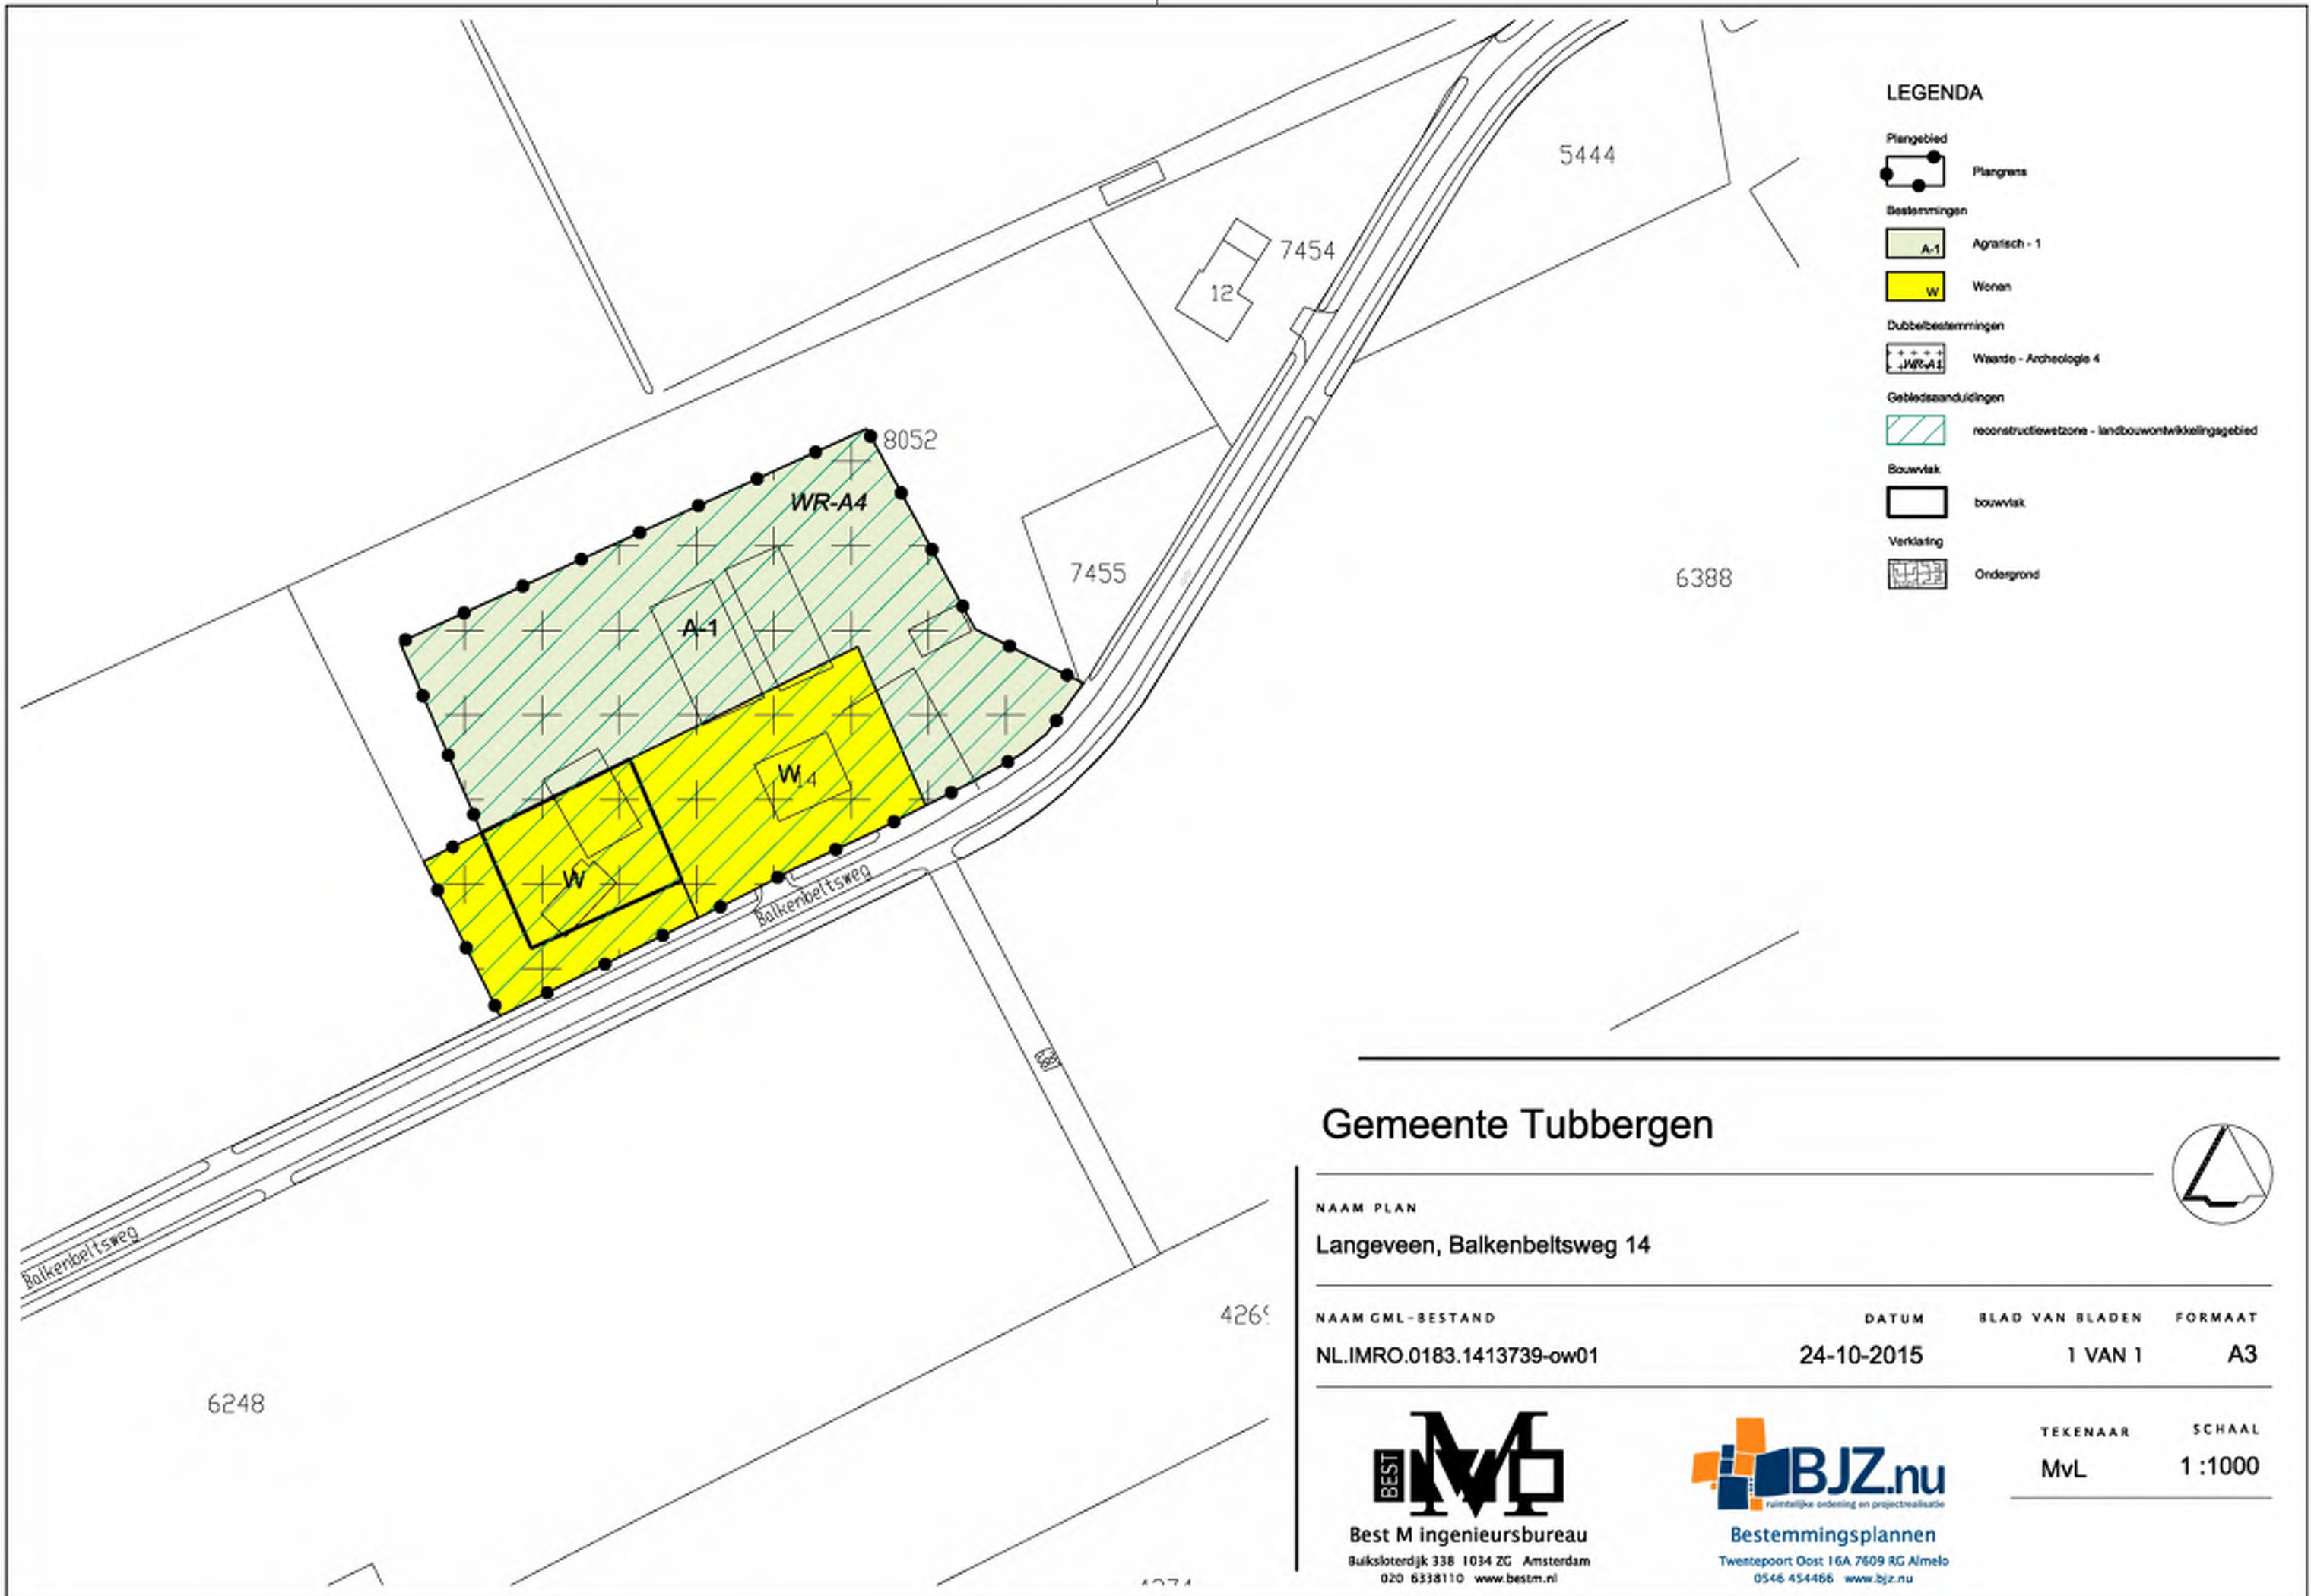 5444
7454
12
8052
WR-A4
7455
6388
A-1
W
14
W
Balkenbeltsweg
Balkenbeltsweg
6248
LEGENDA
Plangebied
Plangrens
Bestemmingen
A-1 Agrarisch - 1
W Wonen
Dubbelbestemmingen
Waarde - Archeologie 4
Gebiedsaanduidingen
reconstructiewetzone - landbouwontwikkelingsgebied
Bouwvlak
bouwvlak
Verklaring
Ondergrond
Gemeente Tubbergen
NAAM PLAN
Langeveen, Balkenbeltsweg 14
NAAM GML-BESTAND DATUM BLAD VAN BLADEN FORMAAT
NL.IMRO.0183.1413739-ow01 24-10-2015 1 VAN 1 A3
TEKENAAR SCHAAL
MvL 1 :1000
BEST M
Best M ingenieursbureau
Buiksloterdijk 338 1034 ZG Amsterdam
020 6338110 www.bestm.nl
BJZ.nu
ruimtelijke ordening en projectrealisatie
Bestemmingsplannen
Twentepoort Oost 16A 7609 RG Almelo
0546 454466 www.bjz.nu